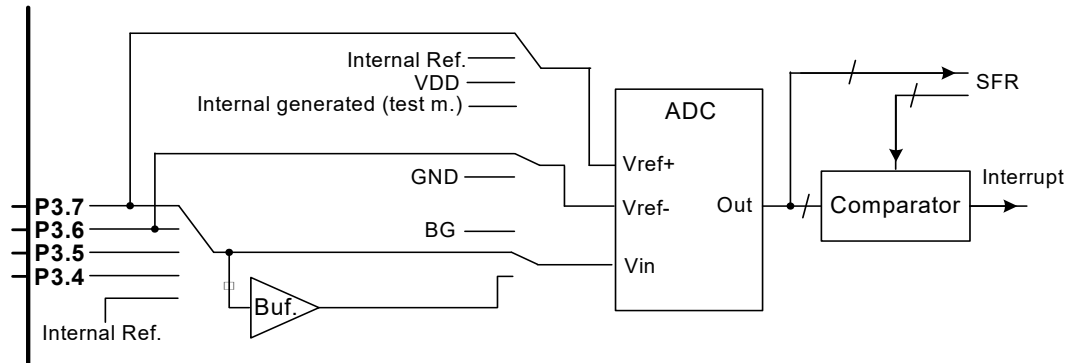 Internal Ref.
VDD
Internal generated (test m.)
ADC
SFR
Vref+
GND
Interrupt
P3.7
Vref-
Out
Comparator
P3.6
BG
P3.5
Vin
P3.4
Buf.
Internal Ref.